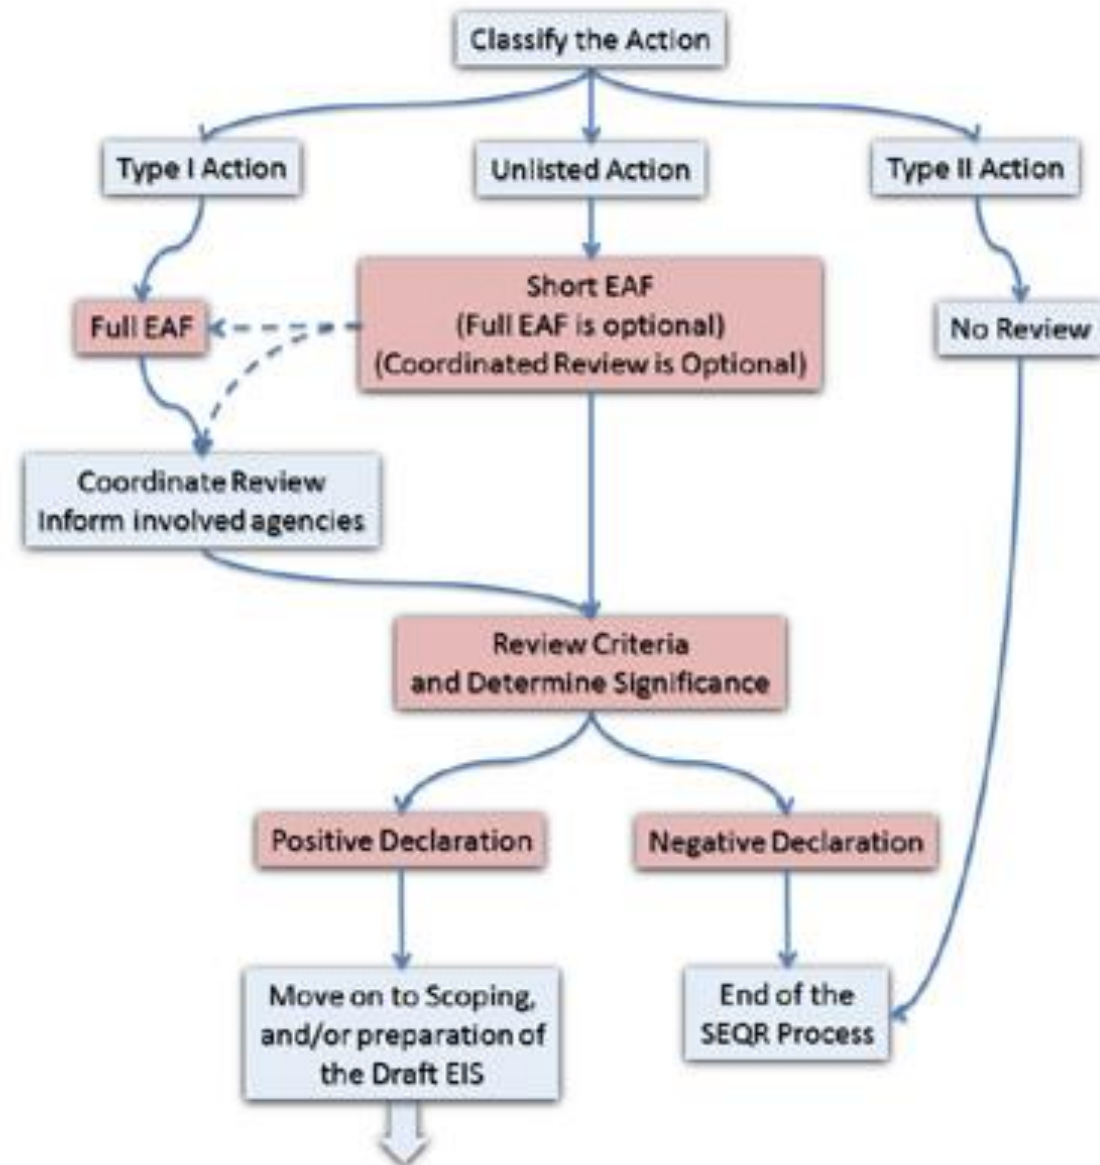 Classify the Action
Type I Action
Unlisted Action
Type II Action
Full EAF
Short EAF
(Full EAF is optional)
(Coordinated Review is Optional)
No Review
Coordinate Review
Inform involved agencies
Review Criteria
and Determine Significance
Positive Declaration
Negative Declaration
Move on to Scoping,
and/or preparation of
the Draft EIS
End of the
SEQR Process